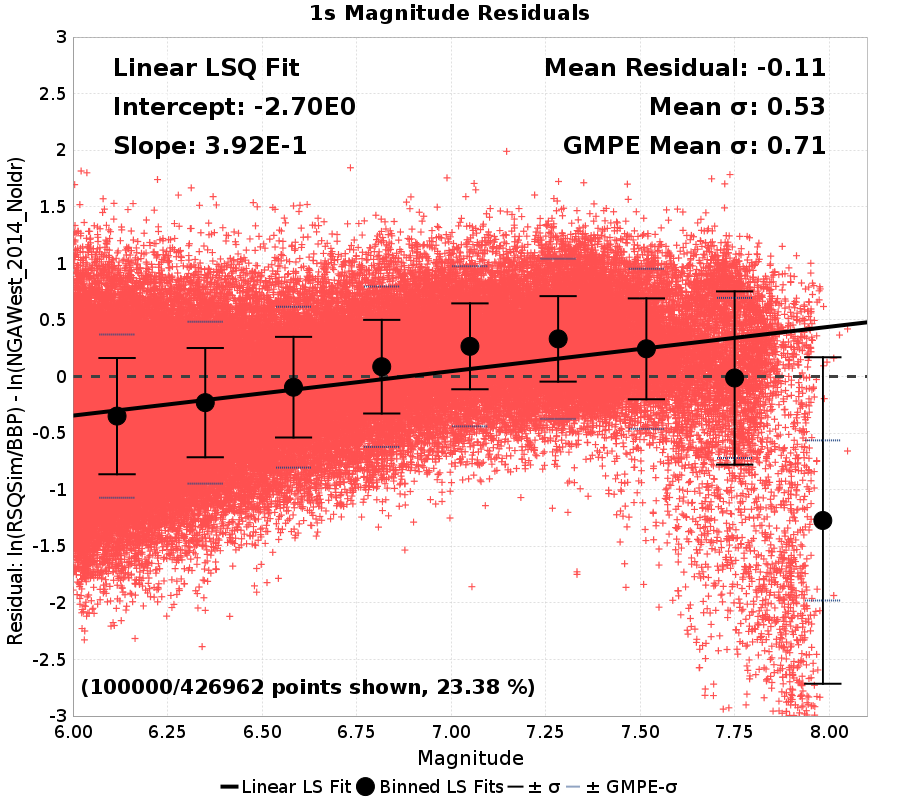 1s Magnitude Residuals
Linear LSQ Fit
Mean Residual: -0.11
Intercept: -2.70E0
Mean σ: 0.53
Slope: 3.92E-1
GMPE Mean σ: 0.71
3
2.5
2
1.5
1
0.5
0
-0.5
-1
-1.5
-2
-2.5
-3
Residual: ln(RSQSim/BBP) - ln(NGAWest_2014_NoIdr)
(100000/426962 points shown, 23.38 %)
6.00 6.25 6.50 6.75 7.00 7.25 7.50 7.75 8.00
Magnitude
Linear LS Fit Binned LS Fits ± σ ± GMPE-σ